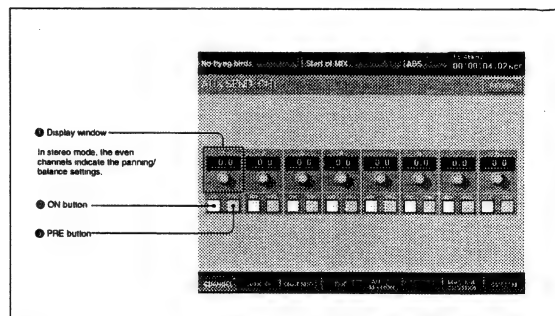 No flying birds Start of MIX ABS
00:00:04.02
AUX SEND CH1
❶ Display window
In stereo mode, the even
channels indicate the panning/
balance settings.
0.0 0.0 0.0 0.0 0.0 0.0 0.0 0.0
❷ ON button
❸ PRE button
CHANNEL